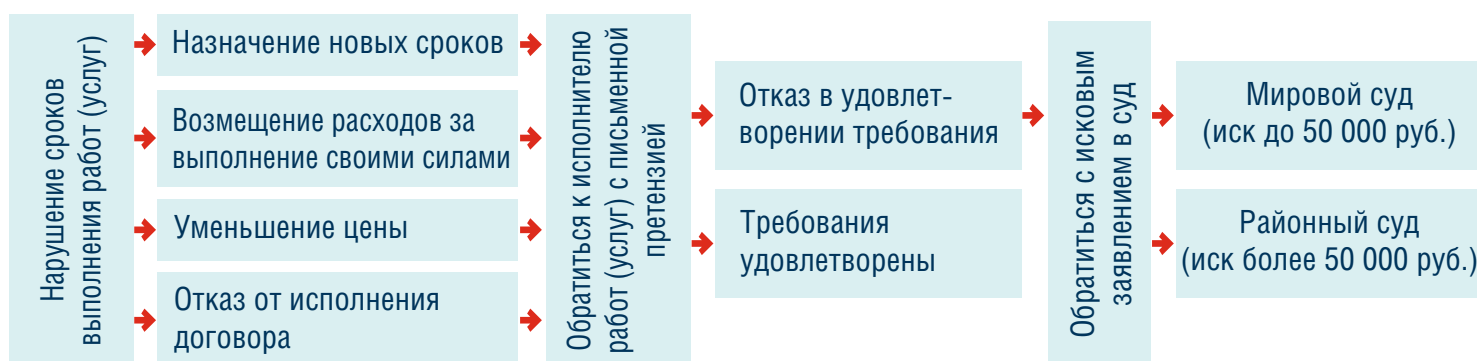 Нарушение сроков
выполнения работ (услуг)
Назначение новых сроков
Возмещение расходов за
выполнение своими силами
Уменьшение цены
Отказ от исполнения
договора
Обратиться к исполнителю
работ (услуг) с письменной
претензией
Отказ в удовлет-
ворении требования
Требования
удовлетворены
Обратиться с исковым
заявлением в суд
Мировой суд
(иск до 50 000 руб.)
Районный суд
(иск более 50 000 руб.)